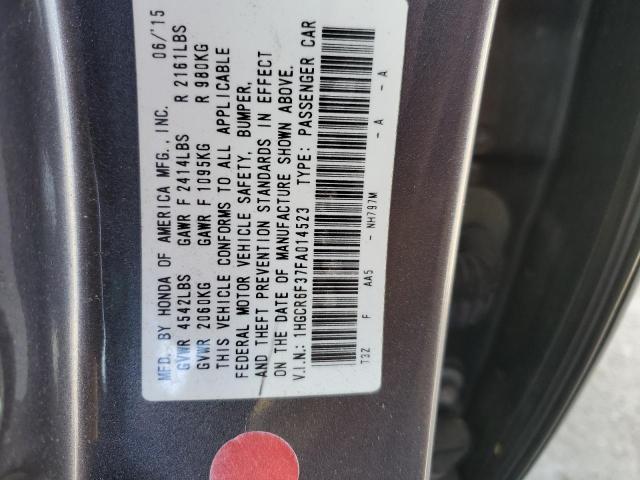 MFD. BY HONDA OF AMERICA MFG., INC. 06/'15
GVWR 4542LBS GAWR F 2414LBS R 2161LBS
GVWR 2060KG GAWR F 1095KG R 980KG
THIS VEHICLE CONFORMS TO ALL APPLICABLE
FEDERAL MOTOR VEHICLE SAFETY, BUMPER,
AND THEFT PREVENTION STANDARDS IN EFFECT
ON THE DATE OF MANUFACTURE SHOWN ABOVE.
V.I.N.: 1HGCR6F37FA014523 TYPE: PASSENGER CAR
T3Z F AA5 - NH797M - A - A